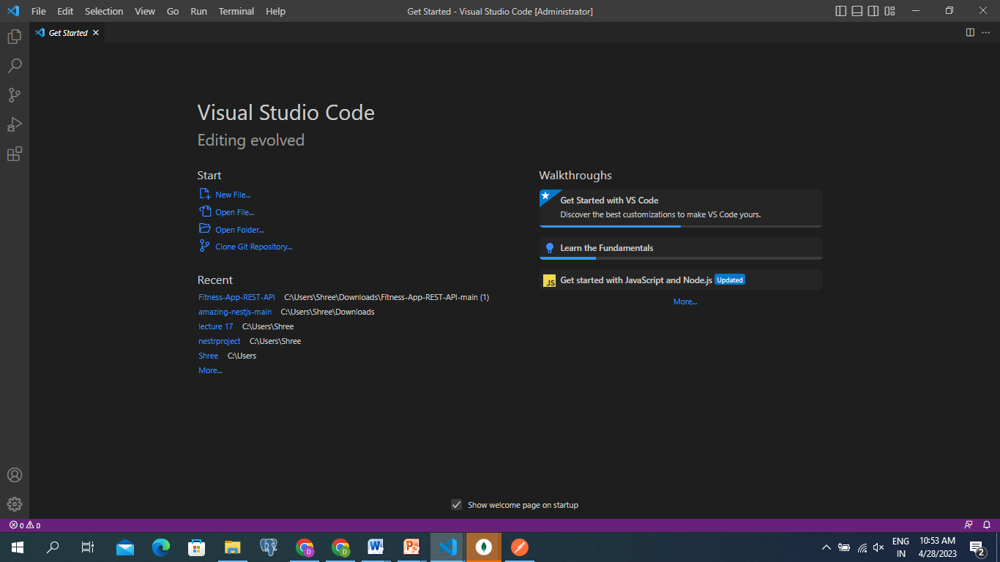 File Edit Selection View Go Run Terminal Help Get Started - Visual Studio Code [Administrator]
Get Started
Visual Studio Code
Editing evolved
Start
New File...
Open File...
Open Folder...
Clone Git Repository...
Recent
Fitness-App-REST-API C:\Users\Shree\Downloads\Fitness-App-REST-API-main (1)
amazing-nestjs-main C:\Users\Shree\Downloads
lecture 17 C:\Users\Shree
nestrproject C:\Users\Shree
Shree C:\Users
More...
Walkthroughs
Get Started with VS Code
Discover the best customizations to make VS Code yours.
Learn the Fundamentals
JS Get started with JavaScript and Node.js Updated
More...
Show welcome page on startup
0 0
D D W P ENG 10:53 AM
IN 4/28/2023 2